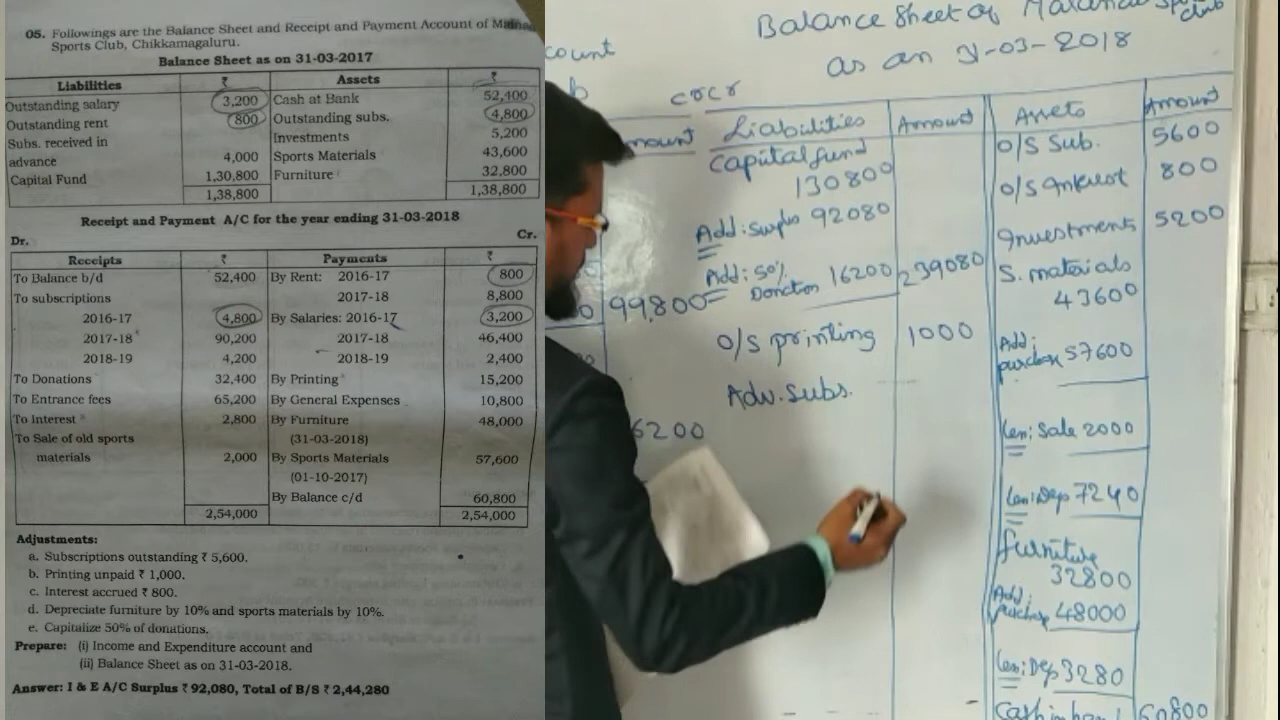 05. Followings are the Balance Sheet and Receipt and Payment Account of
Sports Club, Chikkamagaluru.
Balance Sheet as on 31-03-2017
Liabilities ₹ Assets ₹
Outstanding salary 3,200 Cash at Bank 52,400
Outstanding rent 800 Outstanding subs. 4,800
Subs. received in Investments 5,200
advance 4,000 Sports Materials 43,600
Capital Fund 1,30,800 Furniture 32,800
1,38,800 1,38,800
Receipt and Payment A/C for the year ending 31-03-2018
Dr. Cr.
Receipts ₹ Payments ₹
To Balance b/d 52,400 By Rent: 2016-17 800
To subscriptions 2017-18 8,800
2016-17 4,800 By Salaries: 2016-17 3,200
2017-18 90,200 2017-18 46,400
2018-19 4,200 2018-19 2,400
To Donations 32,400 By Printing 15,200
To Entrance fees 65,200 By General Expenses 10,800
To Interest 2,800 By Furniture 48,000
To Sale of old sports (31-03-2018)
materials 2,000 By Sports Materials 57,600
(01-10-2017)
By Balance c/d 60,800
2,54,000 2,54,000
Adjustments:
a. Subscriptions outstanding ₹ 5,600.
b. Printing unpaid ₹ 1,000.
c. Interest accrued ₹ 800.
d. Depreciate furniture by 10% and sports materials by 10%.
e. Capitalize 50% of donations.
Prepare: (i) Income and Expenditure account and
(ii) Balance Sheet as on 31-03-2018.
Answer: I & E A/C Surplus ₹ 92,080, Total of B/S ₹ 2,44,280
count
b
mount
99,800
6200
Balance Sheet of Club
as on 31-03-2018
Liabulities Amount Assets Amount
Capital fund O/S Sub. 5600
130800 O/S Interest 800
Add: Surplus 92080 Investments 5200
Add: 50% S. materials
Donction 16200 239080 43600
O/S printing 1000 Add:
purchase 57600
Adv. Subs.
Len: Sale 2000
Len: Dep 7240
furniture
32800
Add:
purchase 48000
Len: Dep 3280
60800